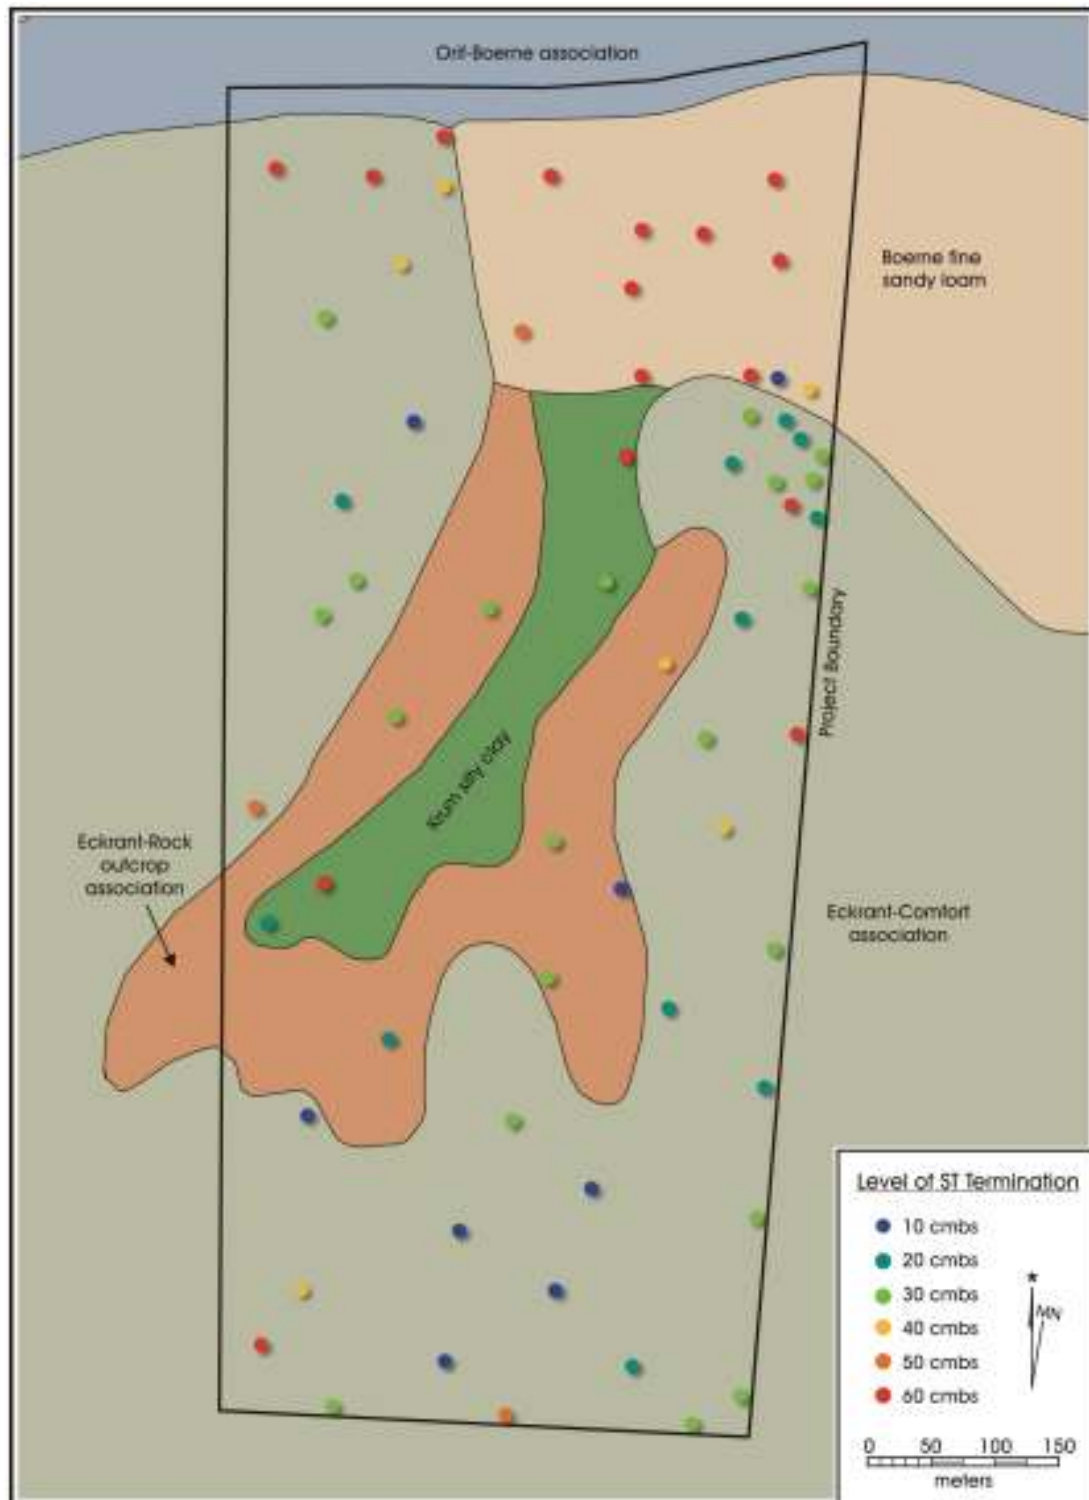 Orif-Boerne association
Boerne fine
sandy loam
Project Boundary
Krum silty clay
Eckrant-Rock
outcrop
association
Eckrant-Comfort
association
Level of ST Termination
10 cmbs
20 cmbs
30 cmbs
40 cmbs
50 cmbs
60 cmbs
*
MN
0 50 100 150
meters